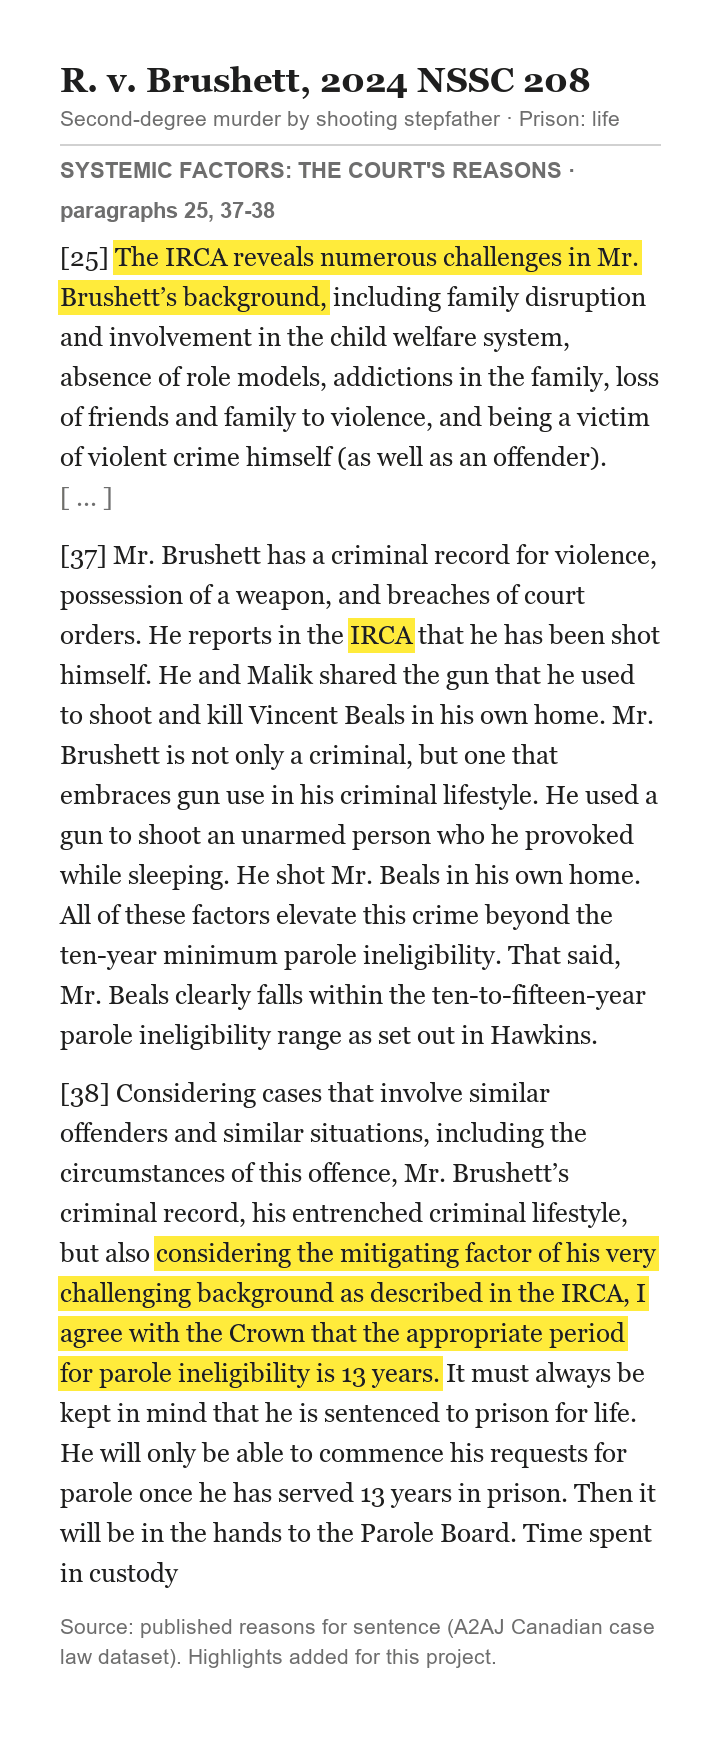 R. v. Brushett, 2024 NSSC 208
Second-degree murder by shooting stepfather · Prison: life
SYSTEMIC FACTORS: THE COURT'S REASONS ·
paragraphs 25, 37-38
[25] The IRCA reveals numerous challenges in Mr.
Brushett’s background, including family disruption
and involvement in the child welfare system,
absence of role models, addictions in the family, loss
of friends and family to violence, and being a victim
of violent crime himself (as well as an offender).
[ ... ]
[37] Mr. Brushett has a criminal record for violence,
possession of a weapon, and breaches of court
orders. He reports in the IRCA that he has been shot
himself. He and Malik shared the gun that he used
to shoot and kill Vincent Beals in his own home. Mr.
Brushett is not only a criminal, but one that
embraces gun use in his criminal lifestyle. He used a
gun to shoot an unarmed person who he provoked
while sleeping. He shot Mr. Beals in his own home.
All of these factors elevate this crime beyond the
ten-year minimum parole ineligibility. That said,
Mr. Beals clearly falls within the ten-to-fifteen-year
parole ineligibility range as set out in Hawkins.
[38] Considering cases that involve similar
offenders and similar situations, including the
circumstances of this offence, Mr. Brushett’s
criminal record, his entrenched criminal lifestyle,
but also considering the mitigating factor of his very
challenging background as described in the IRCA, I
agree with the Crown that the appropriate period
for parole ineligibility is 13 years. It must always be
kept in mind that he is sentenced to prison for life.
He will only be able to commence his requests for
parole once he has served 13 years in prison. Then it
will be in the hands to the Parole Board. Time spent
in custody
Source: published reasons for sentence (A2AJ Canadian case
law dataset). Highlights added for this project.